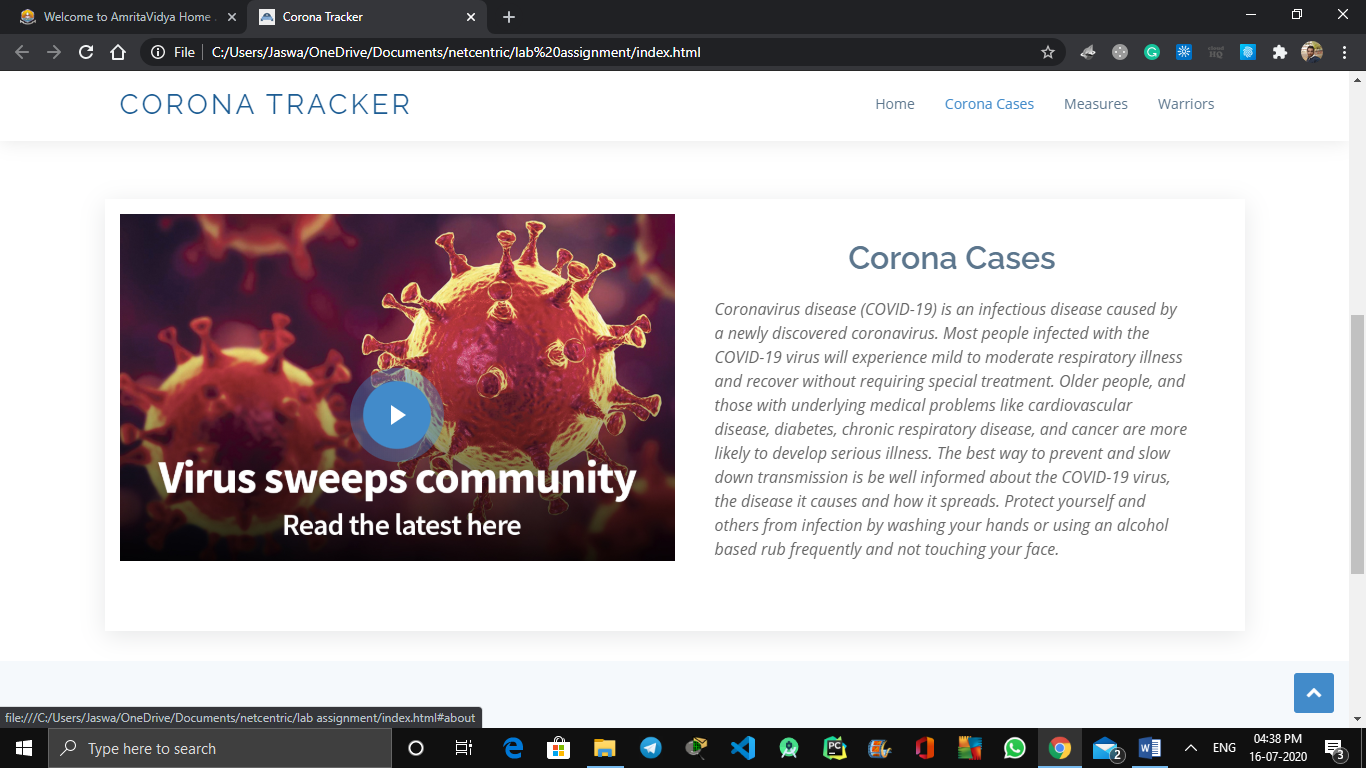 Welcome to AmritaVidya Home
Corona Tracker
File
C:/Users/Jaswa/OneDrive/Documents/netcentric/lab%20assignment/index.html
CORONA TRACKER
Home
Corona Cases
Measures
Warriors
Virus sweeps community
Read the latest here
Corona Cases
Coronavirus disease (COVID-19) is an infectious disease caused by
a newly discovered coronavirus. Most people infected with the
COVID-19 virus will experience mild to moderate respiratory illness
and recover without requiring special treatment. Older people, and
those with underlying medical problems like cardiovascular
disease, diabetes, chronic respiratory disease, and cancer are more
likely to develop serious illness. The best way to prevent and slow
down transmission is be well informed about the COVID-19 virus,
the disease it causes and how it spreads. Protect yourself and
others from infection by washing your hands or using an alcohol
based rub frequently and not touching your face.
file:///C:/Users/Jaswa/OneDrive/Documents/netcentric/lab assignment/index.html#about
Type here to search
PC
2
ENG
04:38 PM
16-07-2020
3